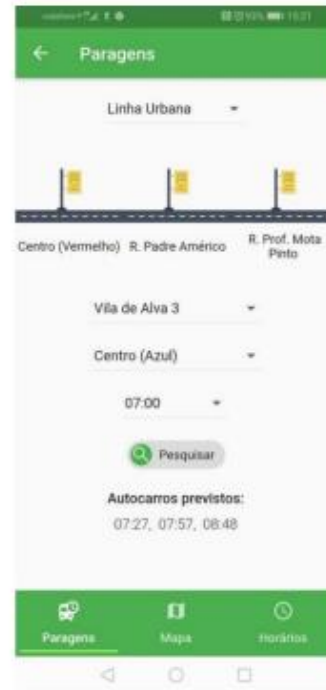 Paragens
Linha Urbana
Centro (Vermelho) R. Padre Américo R. Prof. Mota
Pinto
Vila de Alva 3
Centro (Azul)
07:00
Pesquisar
Autocarros previstos:
07:27, 07:57, 08:48
Paragens Mapa Horários